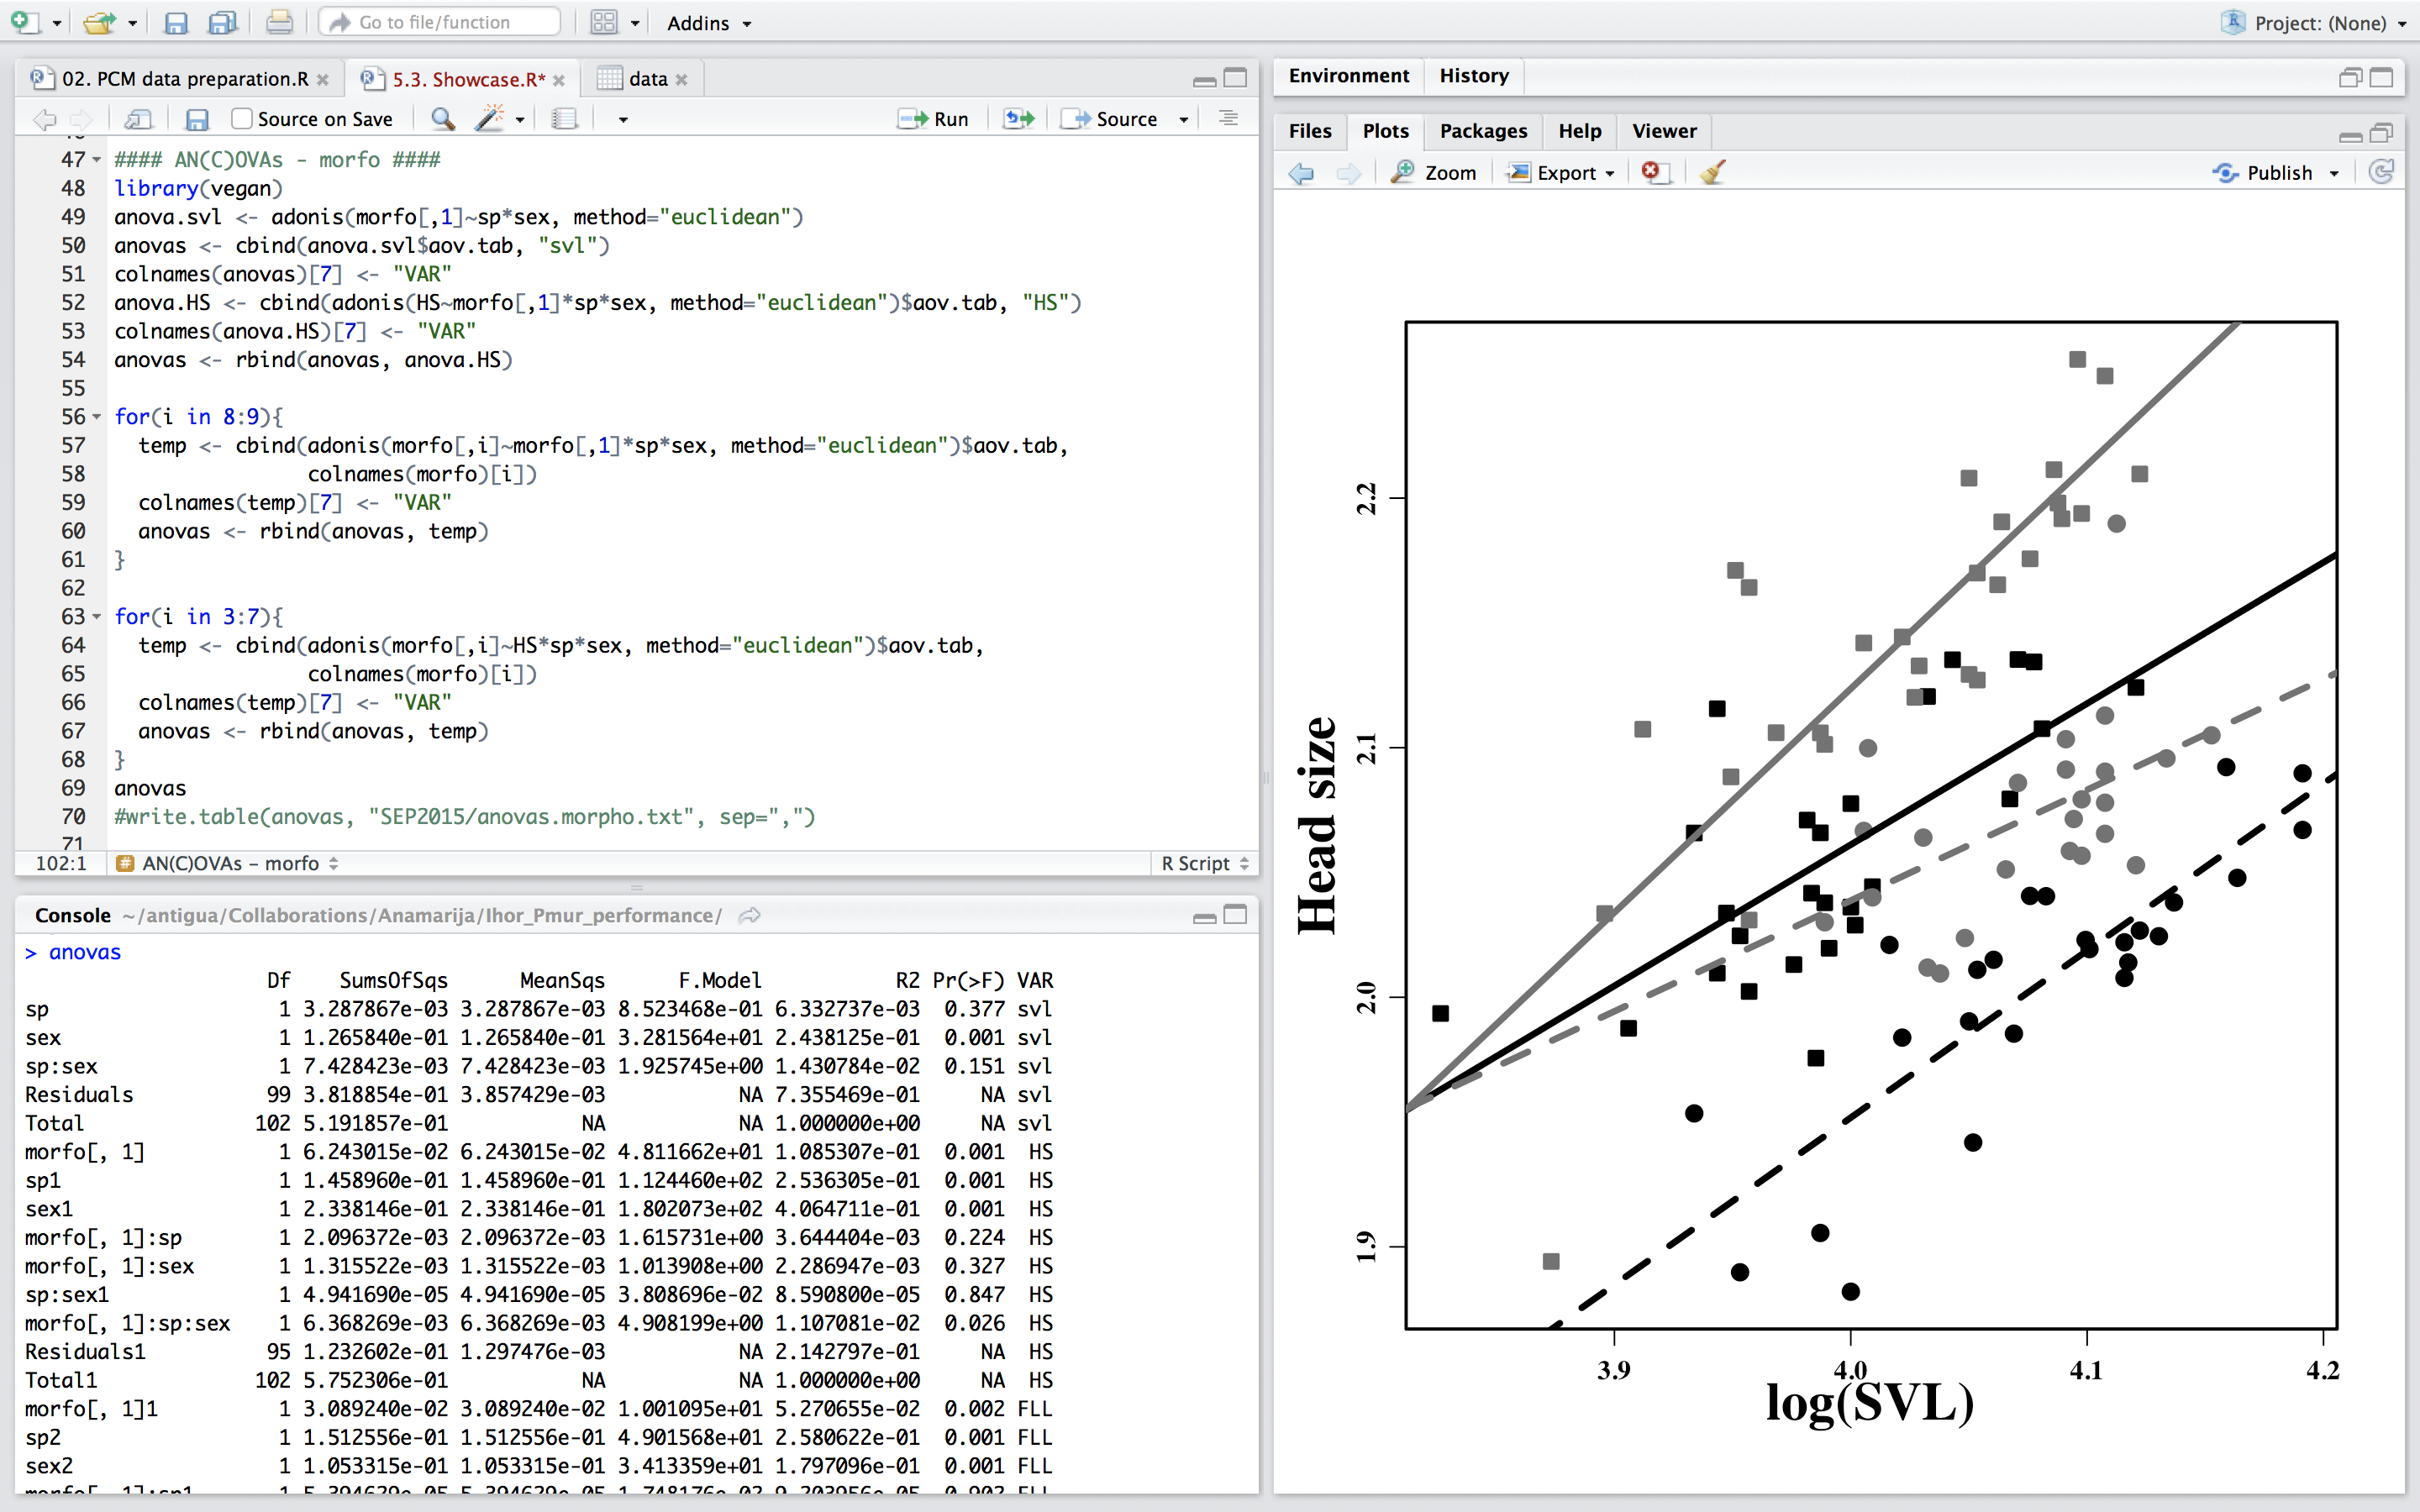 Go to file/function
Addins
Project: (None)
02. PCM data preparation.R
5.3. Showcase.R*
data
Source on Save
Run
Source
47 #### AN(C)OVAs - morfo ####
48 library(vegan)
49 anova.svl <- adonis(morfo[,1]~sp*sex, method="euclidean")
50 anovas <- cbind(anova.svl$aov.tab, "svl")
51 colnames(anovas)[7] <- "VAR"
52 anova.HS <- cbind(adonis(HS~morfo[,1]*sp*sex, method="euclidean")$aov.tab, "HS")
53 colnames(anova.HS)[7] <- "VAR"
54 anovas <- rbind(anovas, anova.HS)
55
56 for(i in 8:9){
57   temp <- cbind(adonis(morfo[,i]~morfo[,1]*sp*sex, method="euclidean")$aov.tab,
58                 colnames(morfo)[i])
59   colnames(temp)[7] <- "VAR"
60   anovas <- rbind(anovas, temp)
61 }
62
63 for(i in 3:7){
64   temp <- cbind(adonis(morfo[,i]~HS*sp*sex, method="euclidean")$aov.tab,
65                 colnames(morfo)[i])
66   colnames(temp)[7] <- "VAR"
67   anovas <- rbind(anovas, temp)
68 }
69 anovas
70 #write.table(anovas, "SEP2015/anovas.morpho.txt", sep=",")
71
102:1 # AN(C)OVAs – morfo R Script
Console ~/antigua/Collaborations/Anamarija/Ihor_Pmur_performance/
> anovas
Df SumsOfSqs MeanSqs F.Model R2 Pr(>F) VAR
sp 1 3.287867e-03 3.287867e-03 8.523468e-01 6.332737e-03 0.377 svl
sex 1 1.265840e-01 1.265840e-01 3.281564e+01 2.438125e-01 0.001 svl
sp:sex 1 7.428423e-03 7.428423e-03 1.925745e+00 1.430784e-02 0.151 svl
Residuals 99 3.818854e-01 3.857429e-03 NA 7.355469e-01 NA svl
Total 102 5.191857e-01 NA NA 1.000000e+00 NA svl
morfo[, 1] 1 6.243015e-02 6.243015e-02 4.811662e+01 1.085307e-01 0.001 HS
sp1 1 1.458960e-01 1.458960e-01 1.124460e+02 2.536305e-01 0.001 HS
sex1 1 2.338146e-01 2.338146e-01 1.802073e+02 4.064711e-01 0.001 HS
morfo[, 1]:sp 1 2.096372e-03 2.096372e-03 1.615731e+00 3.644404e-03 0.224 HS
morfo[, 1]:sex 1 1.315522e-03 1.315522e-03 1.013908e+00 2.286947e-03 0.327 HS
sp:sex1 1 4.941690e-05 4.941690e-05 3.808696e-02 8.590800e-05 0.847 HS
morfo[, 1]:sp:sex 1 6.368269e-03 6.368269e-03 4.908199e+00 1.107081e-02 0.026 HS
Residuals1 95 1.232602e-01 1.297476e-03 NA 2.142797e-01 NA HS
Total1 102 5.752306e-01 NA NA 1.000000e+00 NA HS
morfo[, 1]1 1 3.089240e-02 3.089240e-02 1.001095e+01 5.270655e-02 0.002 FLL
sp2 1 1.512556e-01 1.512556e-01 4.901568e+01 2.580622e-01 0.001 FLL
sex2 1 1.053315e-01 1.053315e-01 3.413359e+01 1.797096e-01 0.001 FLL
Environment History
Files Plots Packages Help Viewer
Zoom Export Publish
Head size
2.2
2.1
2.0
1.9
3.9 4.0 4.1 4.2
log(SVL)